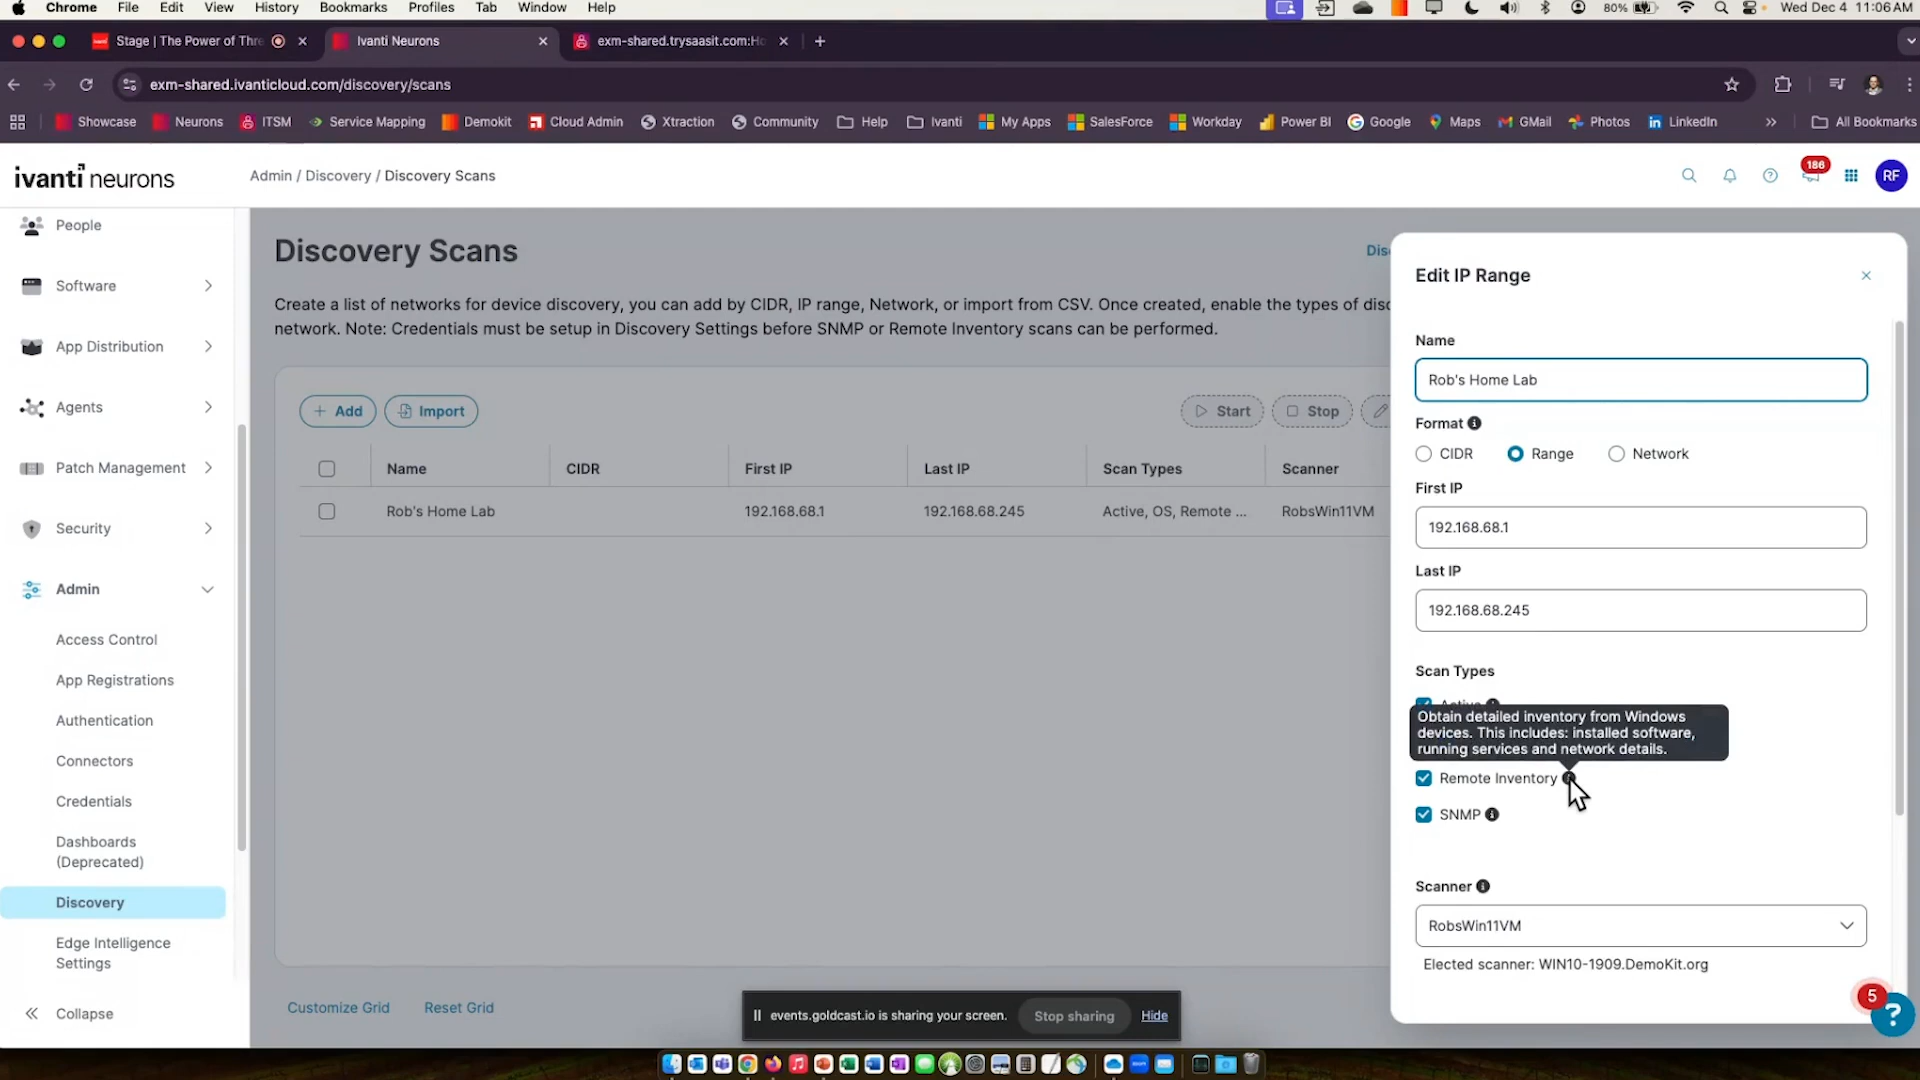 Chrome File Edit View History Bookmarks Profiles Tab Window Help 80% Wed Dec 4 11:06 AM
Stage | The Power of Thre
Ivanti Neurons
exm-shared.trysaasit.com:Ho
exm-shared.ivanticloud.com/discovery/scans
Showcase Neurons ITSM Service Mapping Demokit Cloud Admin Xtraction Community Help Ivanti My Apps SalesForce Workday Power BI Google Maps GMail Photos LinkedIn >> All Bookmarks
ivanti neurons
Admin / Discovery / Discovery Scans
186
RF
People
Software
App Distribution
Agents
Patch Management
Security
Admin
Access Control
App Registrations
Authentication
Connectors
Credentials
Dashboards
(Deprecated)
Discovery
Edge Intelligence
Settings
Collapse
Discovery Scans
Create a list of networks for device discovery, you can add by CIDR, IP range, Network, or import from CSV. Once created, enable the types of disc
network. Note: Credentials must be setup in Discovery Settings before SNMP or Remote Inventory scans can be performed.
+ Add Import Start Stop
Name CIDR First IP Last IP Scan Types Scanner
Rob's Home Lab 192.168.68.1 192.168.68.245 Active, OS, Remote ... RobsWin11VM
Customize Grid Reset Grid
Edit IP Range
Name
Rob's Home Lab
Format
CIDR Range Network
First IP
192.168.68.1
Last IP
192.168.68.245
Scan Types
Active
Obtain detailed inventory from Windows
devices. This includes: installed software,
running services and network details.
Remote Inventory
SNMP
Scanner
RobsWin11VM
Elected scanner: WIN10-1909.DemoKit.org
5
?
events.goldcast.io is sharing your screen. Stop sharing Hide